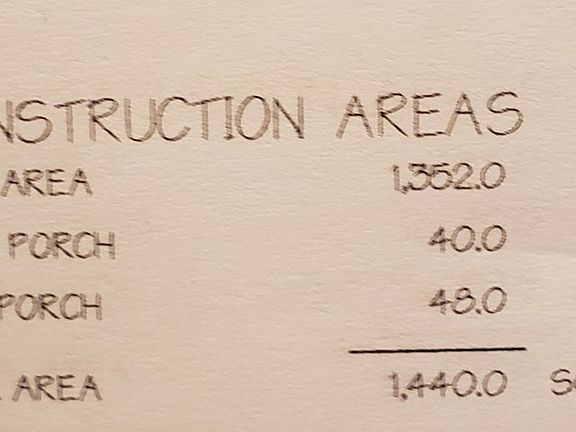 NSTRUCTION AREAS
AREA 1,352.0
PORCH 40.0
PORCH 48.0
AREA 1,440.0 S